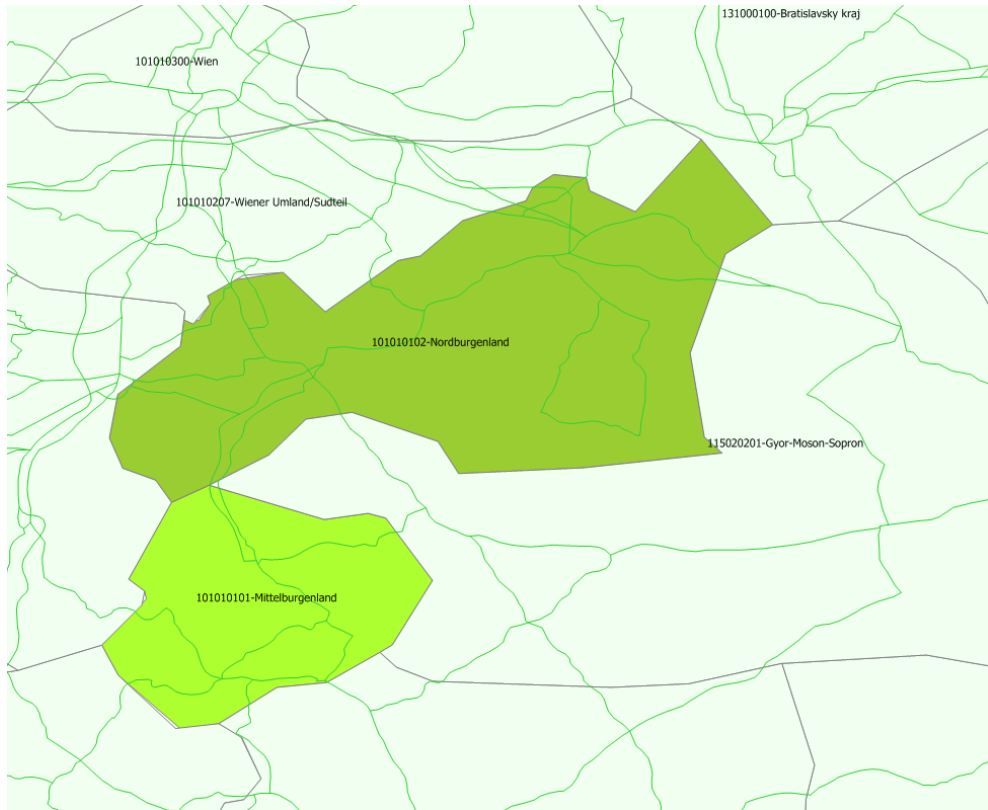 131000100-Bratislavsky kraj
101010300-Wien
101010207-Wiener Umland/Sudteil
101010102-Nordburgenland
115020201-Gyor-Moson-Sopron
101010101-Mittelburgenland